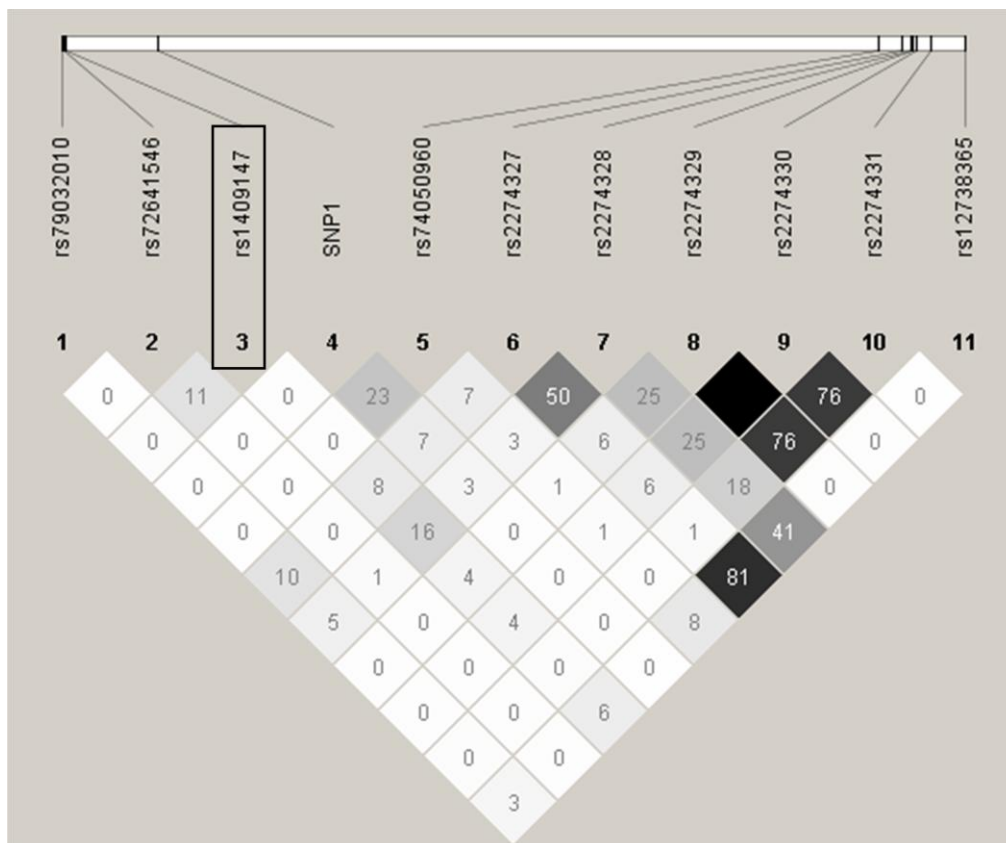 rs79032010
rs72641546
rs1409147
SNP1
rs74050960
rs2274327
rs2274328
rs2274329
rs2274330
rs2274331
rs12738365
1 2 3 4 5 6 7 8 9 10 11
0 11 0 23 7 50 25 76 0
0 0 0 7 3 6 25 76 0
0 0 8 3 1 6 18 0
0 0 16 0 1 1 41
10 1 4 0 0 81
5 0 4 0 8
0 0 0 0
0 0 6
0 0
3